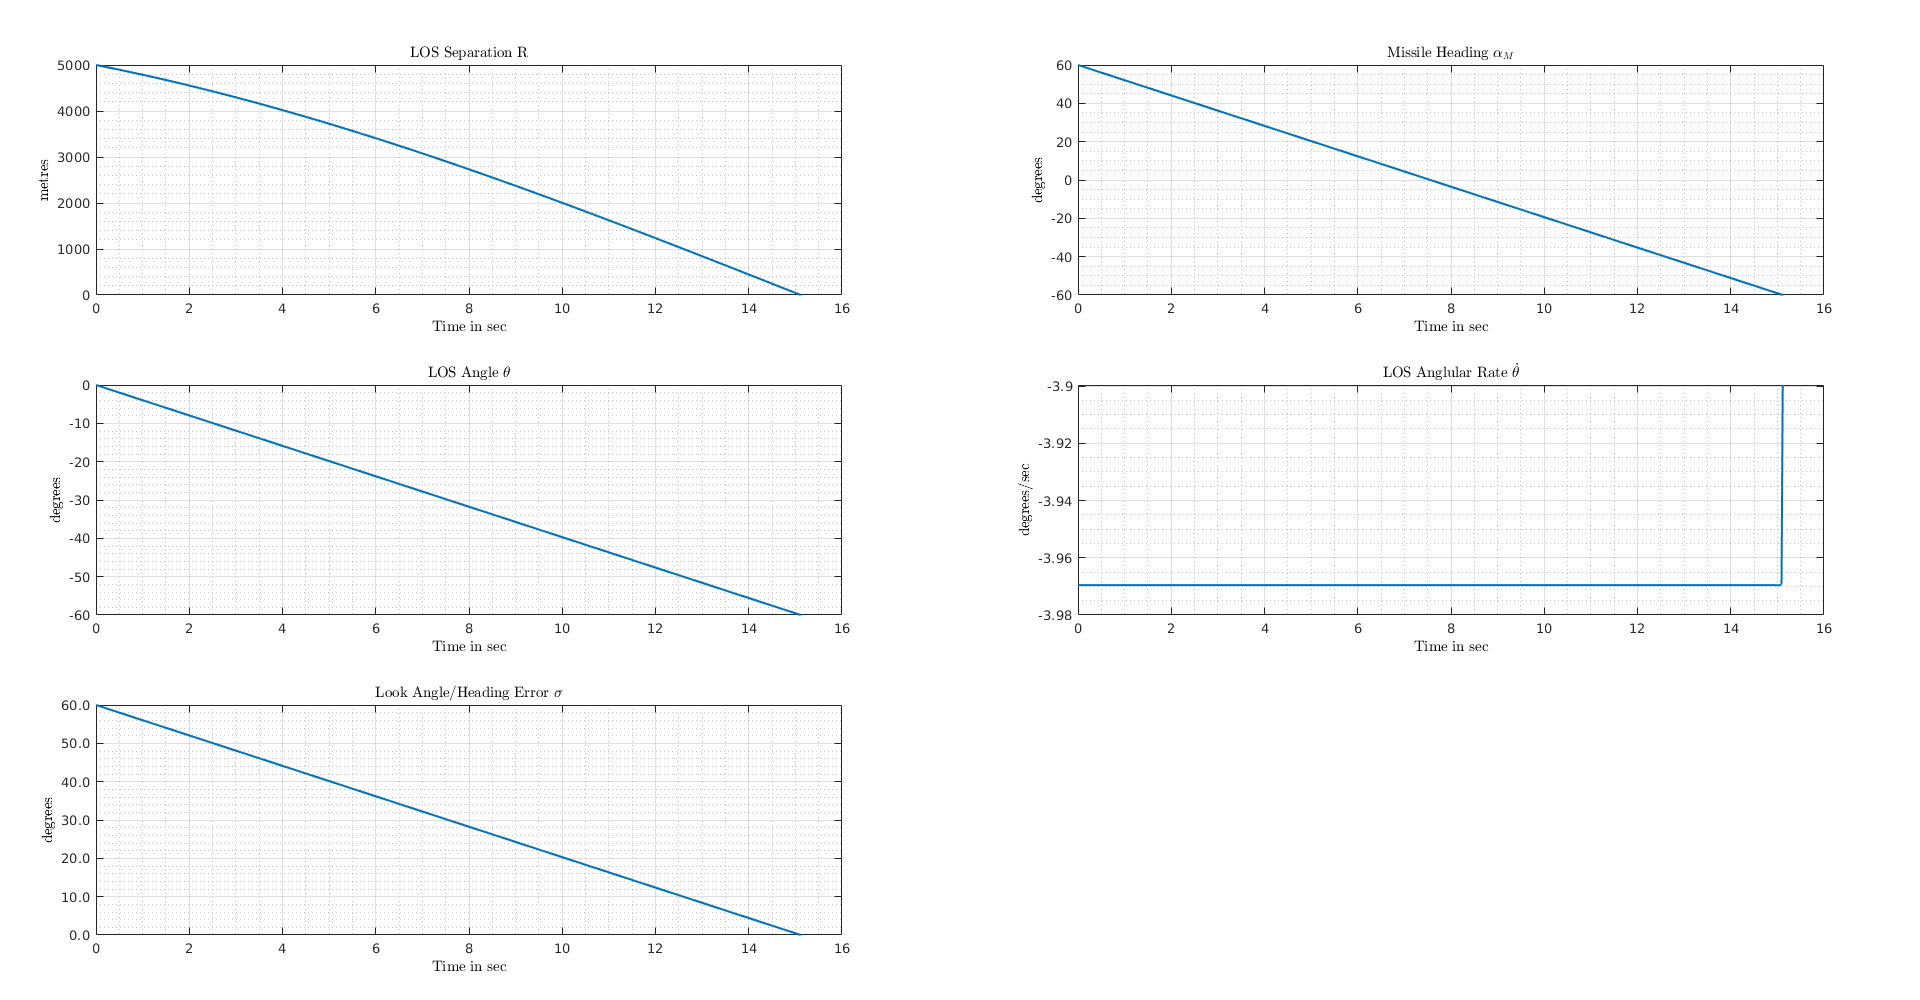 LOS Separation R
5000
4000
3000
2000
1000
0
metres
0 2 4 6 8 10 12 14 16
Time in sec
Missile Heading α_M
60
40
20
0
-20
-40
-60
degrees
0 2 4 6 8 10 12 14 16
Time in sec
LOS Angle θ
0
-10
-20
-30
-40
-50
-60
degrees
0 2 4 6 8 10 12 14 16
Time in sec
LOS Anglular Rate θ̇
-3.9
-3.92
-3.94
-3.96
-3.98
degrees/sec
0 2 4 6 8 10 12 14 16
Time in sec
Look Angle/Heading Error σ
60.0
50.0
40.0
30.0
20.0
10.0
0.0
degrees
0 2 4 6 8 10 12 14 16
Time in sec